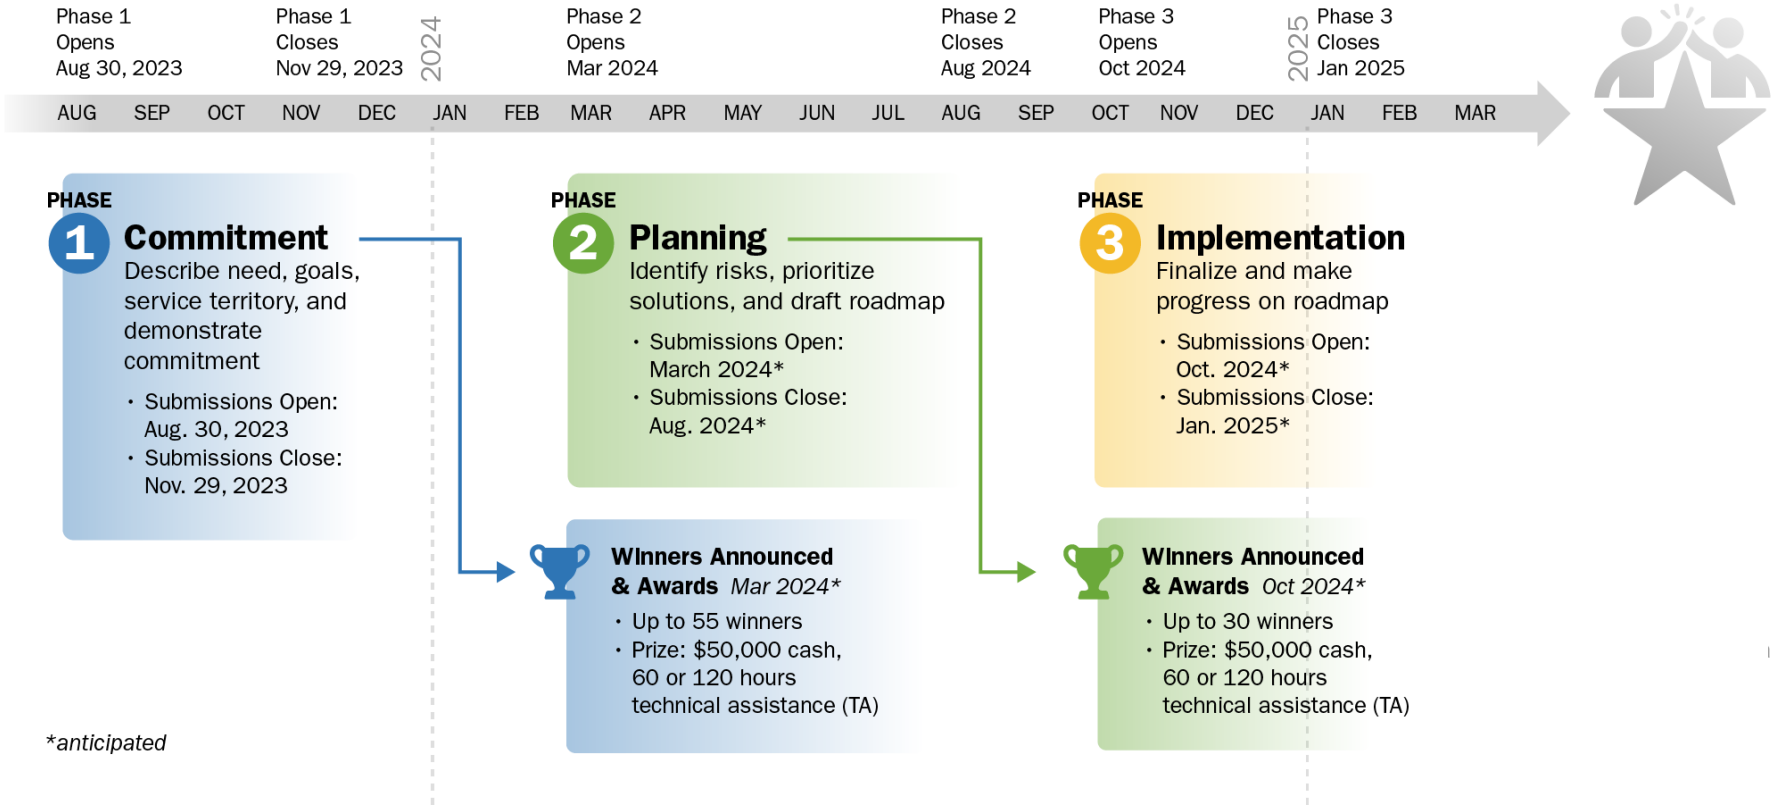 Phase 1
Opens
Aug 30, 2023
Phase 1
Closes
Nov 29, 2023
2024
Phase 2
Opens
Mar 2024
Phase 2
Closes
Aug 2024
Phase 3
Opens
Oct 2024
2025
Phase 3
Closes
Jan 2025
AUG SEP OCT NOV DEC JAN FEB MAR APR MAY JUN JUL AUG SEP OCT NOV DEC JAN FEB MAR
PHASE
1 Commitment
Describe need, goals,
service territory, and
demonstrate
commitment
• Submissions Open:
Aug. 30, 2023
• Submissions Close:
Nov. 29, 2023
PHASE
2 Planning
Identify risks, prioritize
solutions, and draft roadmap
• Submissions Open:
March 2024*
• Submissions Close:
Aug. 2024*
PHASE
3 Implementation
Finalize and make
progress on roadmap
• Submissions Open:
Oct. 2024*
• Submissions Close:
Jan. 2025*
WInners Announced
& Awards Mar 2024*
• Up to 55 winners
• Prize: $50,000 cash,
60 or 120 hours
technical assistance (TA)
WInners Announced
& Awards Oct 2024*
• Up to 30 winners
• Prize: $50,000 cash,
60 or 120 hours
technical assistance (TA)
*anticipated